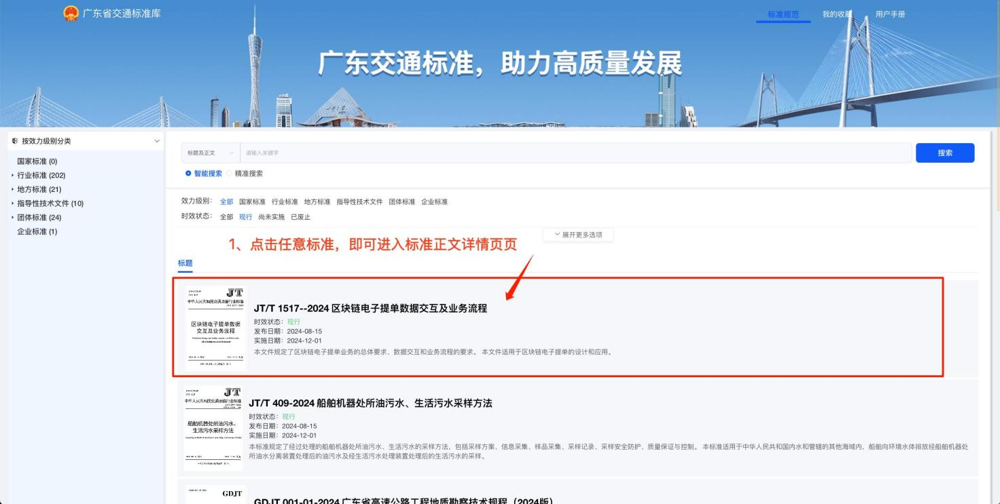 广东省交通标准库
标准规范 我的收藏 用户手册
广东交通标准，助力高质量发展
按效力级别分类
国家标准 (0)
行业标准 (202)
地方标准 (21)
指导性技术文件 (10)
团体标准 (24)
企业标准 (1)
标题及正文 请输入关键字 搜索
智能搜索 精准搜索
效力级别： 全部 国家标准 行业标准 地方标准 指导性技术文件 团体标准 企业标准
时效状态： 全部 现行 尚未实施 已废止
展开更多选项
1、点击任意标准，即可进入标准正文详情页页
标题
JT
中华人民共和国交通运输行业标准
区块链电子提单数据
交互及业务流程
JT/T 1517--2024 区块链电子提单数据交互及业务流程
时效状态： 现行
发布日期： 2024-08-15
实施日期： 2024-12-01
本文件规定了区块链电子提单业务的总体要求、数据交互和业务流程的要求。 本文件适用于区块链电子提单的设计和应用。
JT
中华人民共和国交通运输行业标准
船舶机器处所油污水、
生活污水采样方法
JT/T 409-2024 船舶机器处所油污水、生活污水采样方法
时效状态： 现行
发布日期： 2024-08-15
实施日期： 2024-12-01
本标准规定了经过处理的船舶机器处所油污水、生活污水的采样方法，包括采样方案、信息采集、样品采集、采样记录、采样安全防护、质量保证与控制。 本标准适用于中华人民共和国内水和管辖的其他海域内，船舶向环境水体排放经船舶机器处
所油水分离装置处理后的油污水及经生活污水处理装置处理后的生活污水的采样。
GDJT
GDJT 001-01-2024 广东省高速公路工程地质勘察技术规程（2024版）